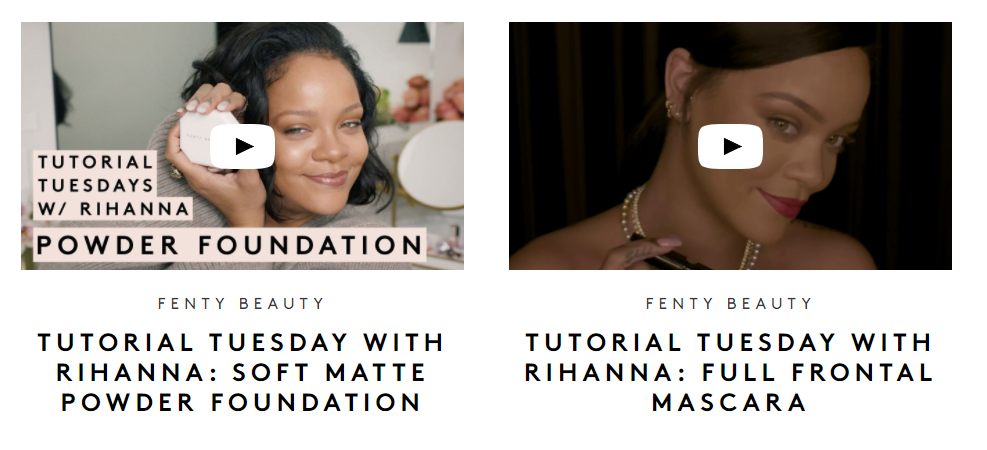 TUTORIAL
TUESDAYS
W/ RIHANNA
POWDER FOUNDATION
FENTY BEAUTY
TUTORIAL TUESDAY WITH
RIHANNA: SOFT MATTE
POWDER FOUNDATION
FENTY BEAUTY
TUTORIAL TUESDAY WITH
RIHANNA: FULL FRONTAL
MASCARA